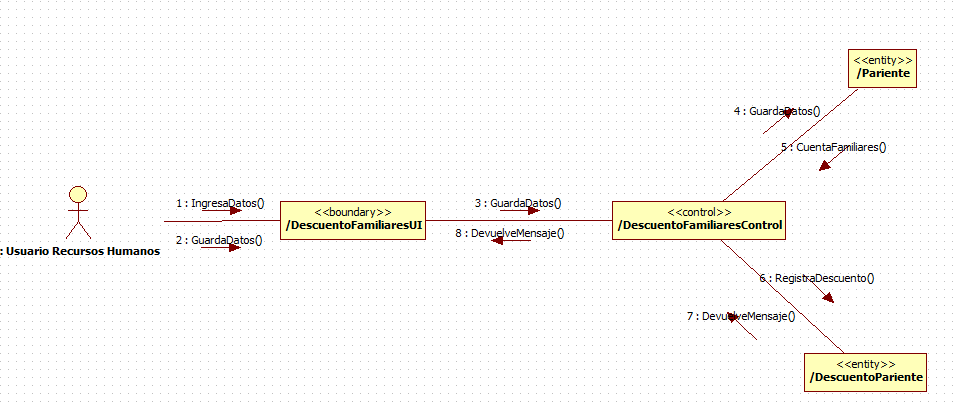 <<entity>>
/Pariente
4 : GuardaDatos()
5 : CuentaFamiliares()
1 : IngresaDatos()
3 : GuardaDatos()
<<boundary>>
/DescuentoFamiliaresUI
<<control>>
/DescuentoFamiliaresControl
2 : GuardaDatos()
8 : DevuelveMensaje()
: Usuario Recursos Humanos
6 : RegistraDescuento()
7 : DevuelveMensaje()
<<entity>>
/DescuentoPariente